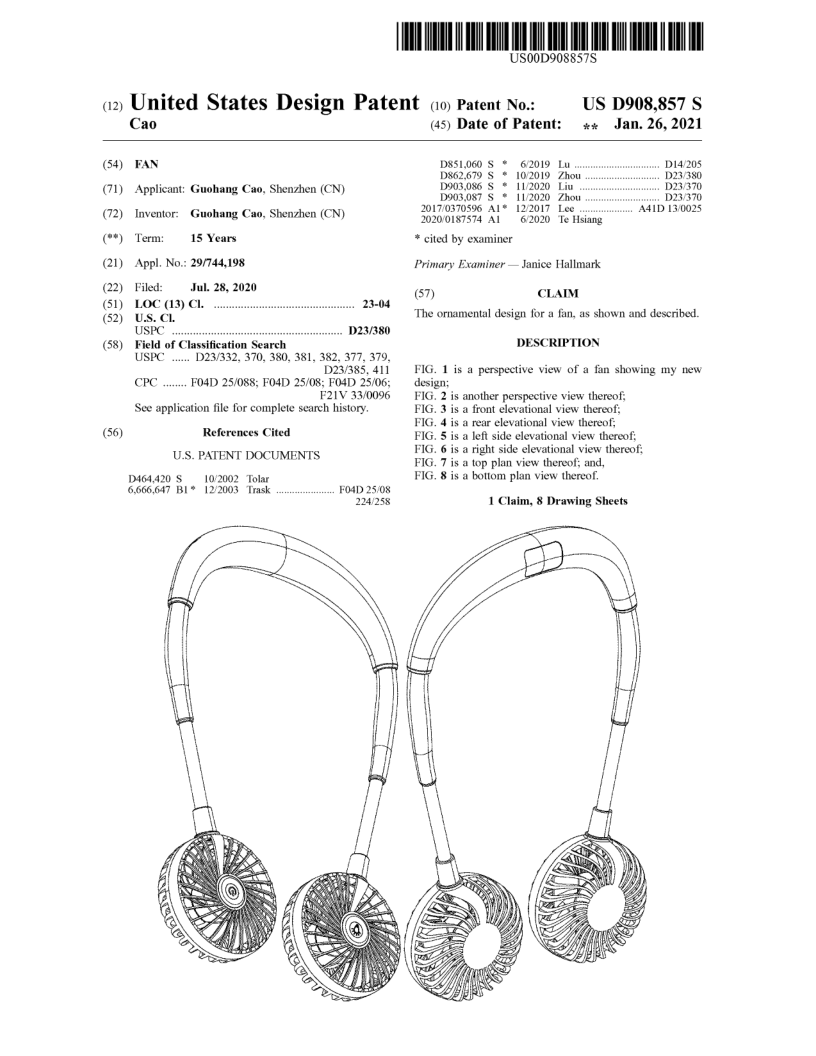 US00D908857S
(12) United States Design Patent
Cao
(10) Patent No.: US D908,857 S
(45) Date of Patent: ** Jan. 26, 2021
(54) FAN
(71) Applicant: Guohang Cao, Shenzhen (CN)
(72) Inventor: Guohang Cao, Shenzhen (CN)
(**) Term: 15 Years
(21) Appl. No.: 29/744,198
(22) Filed: Jul. 28, 2020
(51) LOC (13) Cl. ............................................... 23-04
(52) U.S. Cl.
USPC ......................................................... D23/380
(58) Field of Classification Search
USPC ...... D23/332, 370, 380, 381, 382, 377, 379,
D23/385, 411
CPC ........ F04D 25/088; F04D 25/08; F04D 25/06;
F21V 33/0096
See application file for complete search history.
(56) References Cited
U.S. PATENT DOCUMENTS
D464,420 S 10/2002 Tolar
6,666,647 B1* 12/2003 Trask ...................... F04D 25/08
224/258
D851,060 S * 6/2019 Lu ................................ D14/205
D862,679 S * 10/2019 Zhou ............................ D23/380
D903,086 S * 11/2020 Liu .............................. D23/370
D903,087 S * 11/2020 Zhou ............................ D23/370
2017/0370596 A1* 12/2017 Lee .................... A41D 13/0025
2020/0187574 A1 6/2020 Te Hsiang
* cited by examiner
Primary Examiner — Janice Hallmark
(57) CLAIM
The ornamental design for a fan, as shown and described.
DESCRIPTION
FIG. 1 is a perspective view of a fan showing my new
design;
FIG. 2 is another perspective view thereof;
FIG. 3 is a front elevational view thereof;
FIG. 4 is a rear elevational view thereof;
FIG. 5 is a left side elevational view thereof;
FIG. 6 is a right side elevational view thereof;
FIG. 7 is a top plan view thereof; and,
FIG. 8 is a bottom plan view thereof.
1 Claim, 8 Drawing Sheets